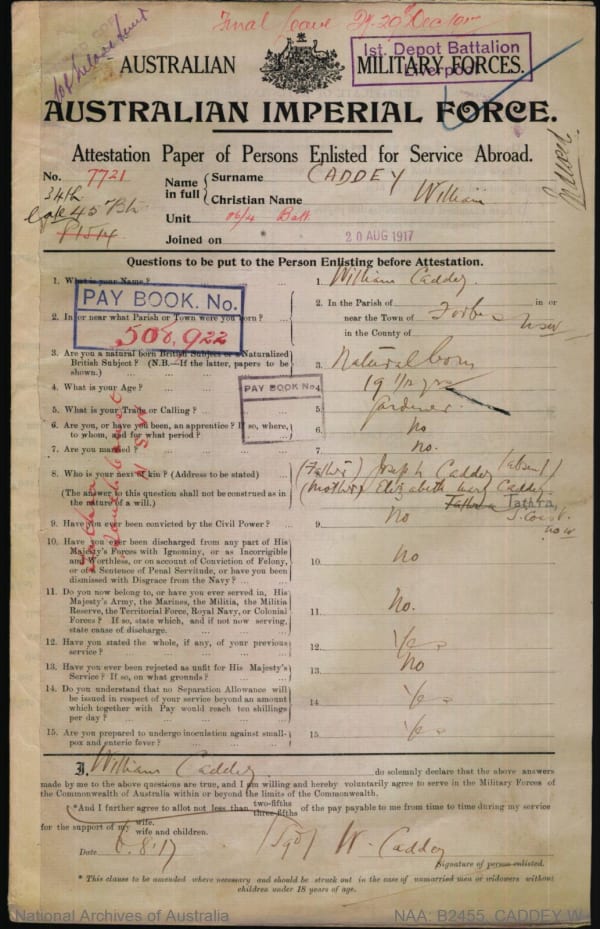 Final leave 20 Dec 1917
1st. Depot Battalion
Liverpool
AUSTRALIAN MILITARY FORCES.
AUSTRALIAN IMPERIAL FORCE.
Attestation Paper of Persons Enlisted for Service Abroad.
No. 7721
34th
late 45 Bn
Name in full { Surname CADDEY
Christian Name William
Unit Batt
Joined on 20 AUG 1917
Questions to be put to the Person Enlisting before Attestation.
1. What is your Name? ... 1. William Caddey.
PAY BOOK. No.
508,922
2. In or near what Parish or Town were you born? ... 2. In the Parish of in or
near the Town of Forbes NSW
in the County of
3. Are you a natural born British Subject or a Naturalized
British Subject? (N.B.—If the latter, papers to be
shown.) 3. Natural born
4. What is your Age? 4. 19 1/12 yrs
PAY BOOK No
5. What is your Trade or Calling? ... 5. Gardener
6. Are you, or have you been, an apprentice? If so, where,
to whom, and for what period? 6. No
7. Are you married? 7. no.
8. Who is your next of kin? (Address to be stated) (Father) Joseph Caddey (absent)
(The answer to this question shall not be construed as in
the nature of a will.) (Mother) Elizabeth Mary Caddey
Tathra,
S. Coast.
NSW
9. Have you ever been convicted by the Civil Power? ... 9. No
10. Have you ever been discharged from any part of His
Majesty's Forces with Ignominy, or as Incorrigible
and Worthless, or on account of Conviction of Felony,
or of a Sentence of Penal Servitude, or have you been
dismissed with Disgrace from the Navy? ... 10. No
11. Do you now belong to, or have you ever served in, His
Majesty's Army, the Marines, the Militia, the Militia
Reserve, the Territorial Force, Royal Navy, or Colonial
Forces? If so, state which, and if not now serving,
state cause of discharge. 11. No.
12. Have you stated the whole, if any, of your previous
service? 12. Yes
13. Have you ever been rejected as unfit for His Majesty's
Service? If so, on what grounds? 13. No
14. Do you understand that no Separation Allowance will
be issued in respect of your service beyond an amount
which together with Pay would reach ten shillings
per day? 14. Yes
15. Are you prepared to undergo inoculation against small-
pox and enteric fever? 15. Yes
I, William Caddey do solemnly declare that the above answers
made by me to the above questions are true, and I am willing and hereby voluntarily agree to serve in the Military Forces of
the Commonwealth of Australia within or beyond the limits of the Commonwealth.
*And I further agree to allot not less than two-fifths three-fifths of the pay payable to me from time to time during my service
for the support of my wife. wife and children.
Date 6.8.17 (Sgd) W. Caddey
Signature of person enlisted.
* This clause to be amended where necessary and should be struck out in the case of unmarried men or widowers without
children under 18 years of age.
National Archives of Australia NAA: B2455, CADDEY W